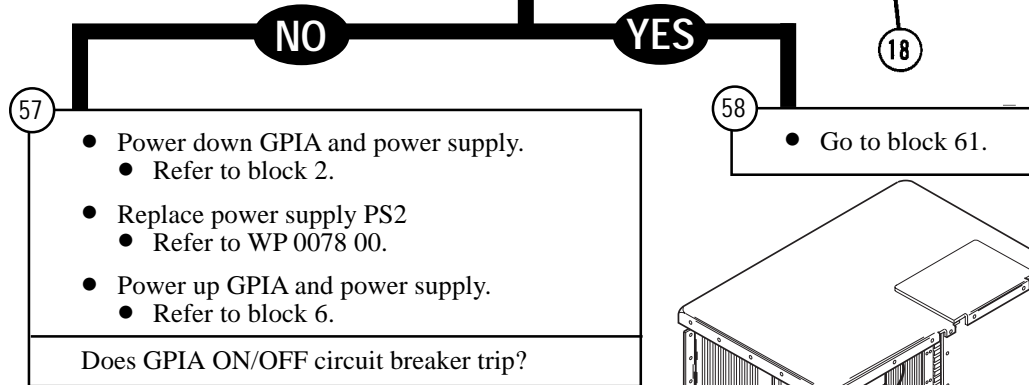 NO
YES
18
57
● Power down GPIA and power supply.
● Refer to block 2.
● Replace power supply PS2
● Refer to WP 0078 00.
● Power up GPIA and power supply.
● Refer to block 6.
Does GPIA ON/OFF circuit breaker trip?
58
● Go to block 61.